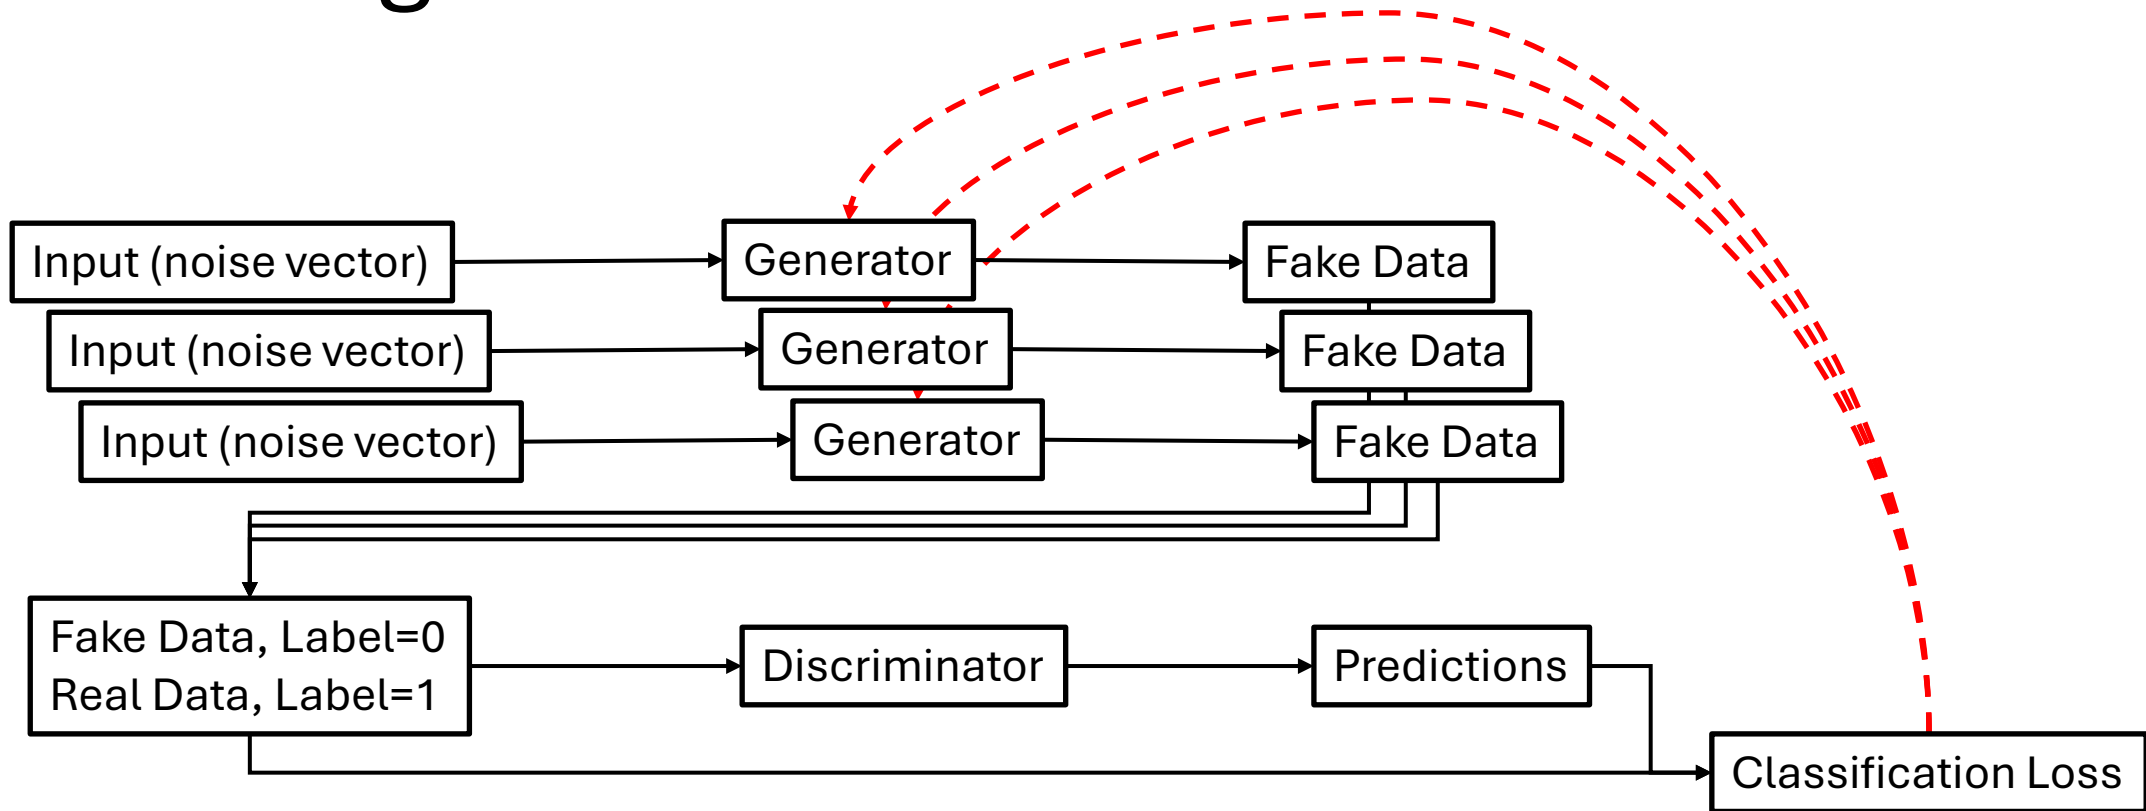 Input (noise vector)
Generator
Fake Data
Input (noise vector)
Generator
Fake Data
Input (noise vector)
Generator
Fake Data
Fake Data, Label=0
Real Data, Label=1
Discriminator
Predictions
Classification Loss